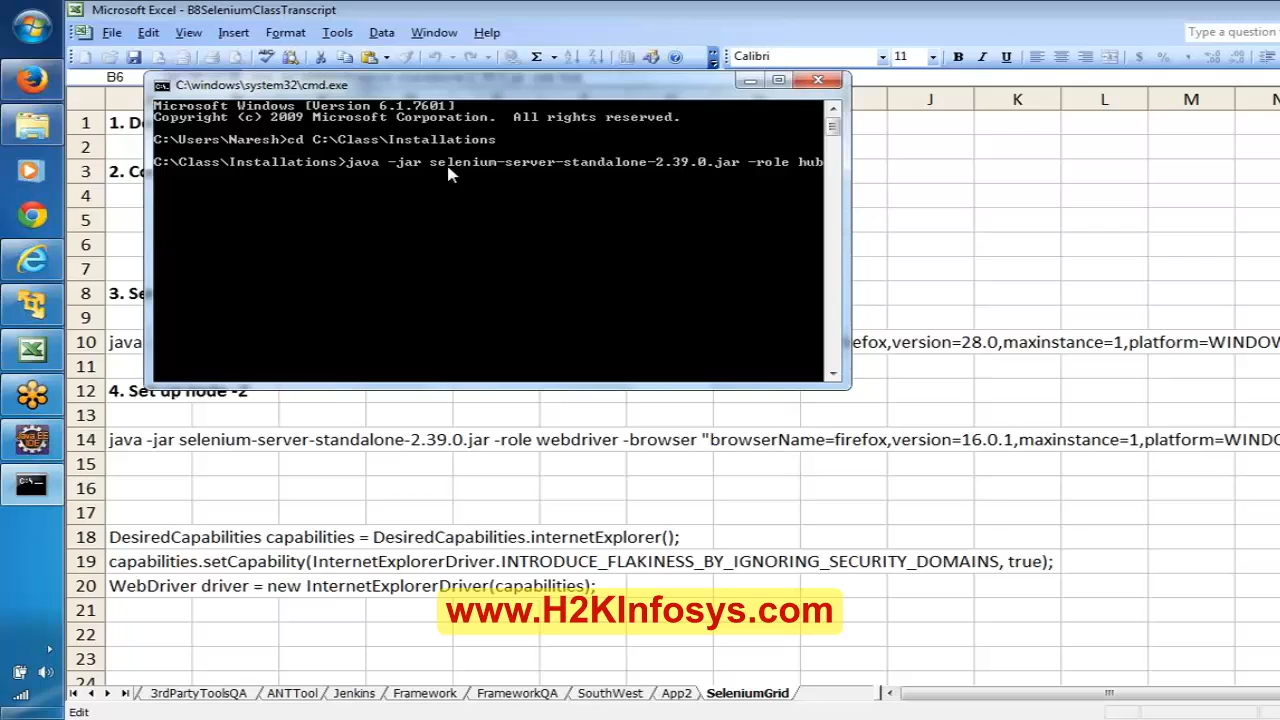 Microsoft Excel - B8SeleniumClassTranscript
File Edit View Insert Format Tools Data Window Help
Type a question
Calibri 11 B I U
B6
C:\windows\system32\cmd.exe
Microsoft Windows [Version 6.1.7601]
Copyright (c) 2009 Microsoft Corporation. All rights reserved.
C:\Users\Naresh>cd C:\Class\Installations
C:\Class\Installations>java -jar selenium-server-standalone-2.39.0.jar -role hub
J K L M N
1 1. D
2
3 2. Co
4
5
6
7
8 3. Se
9
10 java efox,version=28.0,maxinstance=1,platform=WINDOW
11
12 4. Set up node -2
13
14 java -jar selenium-server-standalone-2.39.0.jar -role webdriver -browser "browserName=firefox,version=16.0.1,maxinstance=1,platform=WINDO
15
16
17
18 DesiredCapabilities capabilities = DesiredCapabilities.internetExplorer();
19 capabilities.setCapability(InternetExplorerDriver.INTRODUCE_FLAKINESS_BY_IGNORING_SECURITY_DOMAINS, true);
20 WebDriver driver = new InternetExplorerDriver(capabilities);
21
www.H2KInfosys.com
22
23
24
3rdPartyToolsQA ANTTool Jenkins Framework FrameworkQA SouthWest App2 SeleniumGrid
Edit